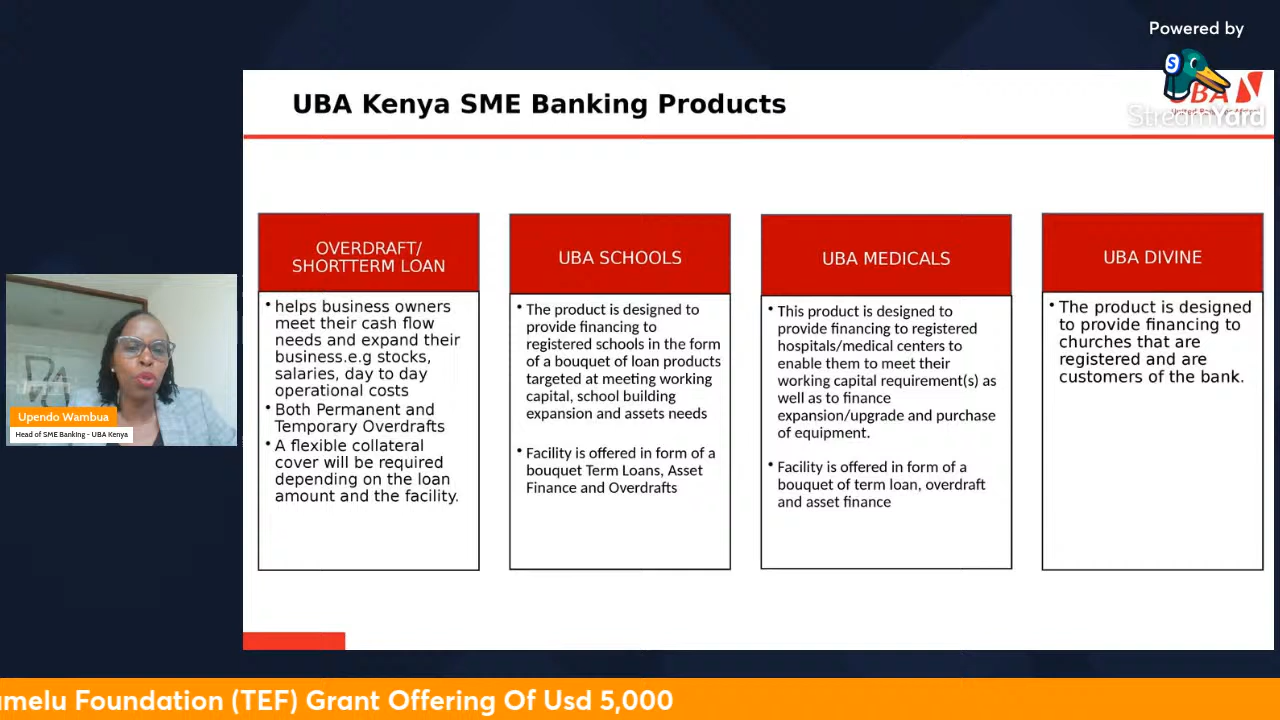 Powered by
StreamYard
UBA Kenya SME Banking Products
UBA
OVERDRAFT/
SHORTTERM LOAN
• helps business owners
meet their cash flow
needs and expand their
business.e.g stocks,
salaries, day to day
operational costs
• Both Permanent and
Temporary Overdrafts
• A flexible collateral
cover will be required
depending on the loan
amount and the facility.
UBA SCHOOLS
• The product is designed to
provide financing to
registered schools in the form
of a bouquet of loan products
targeted at meeting working
capital, school building
expansion and assets needs
• Facility is offered in form of a
bouquet Term Loans, Asset
Finance and Overdrafts
UBA MEDICALS
• This product is designed to
provide financing to registered
hospitals/medical centers to
enable them to meet their
working capital requirement(s) as
well as to finance
expansion/upgrade and purchase
of equipment.
• Facility is offered in form of a
bouquet of term loan, overdraft
and asset finance
UBA DIVINE
• The product is designed
to provide financing to
churches that are
registered and are
customers of the bank.
Upendo Wambua
Head of SME Banking - UBA Kenya
umelu Foundation (TEF) Grant Offering Of Usd 5,000